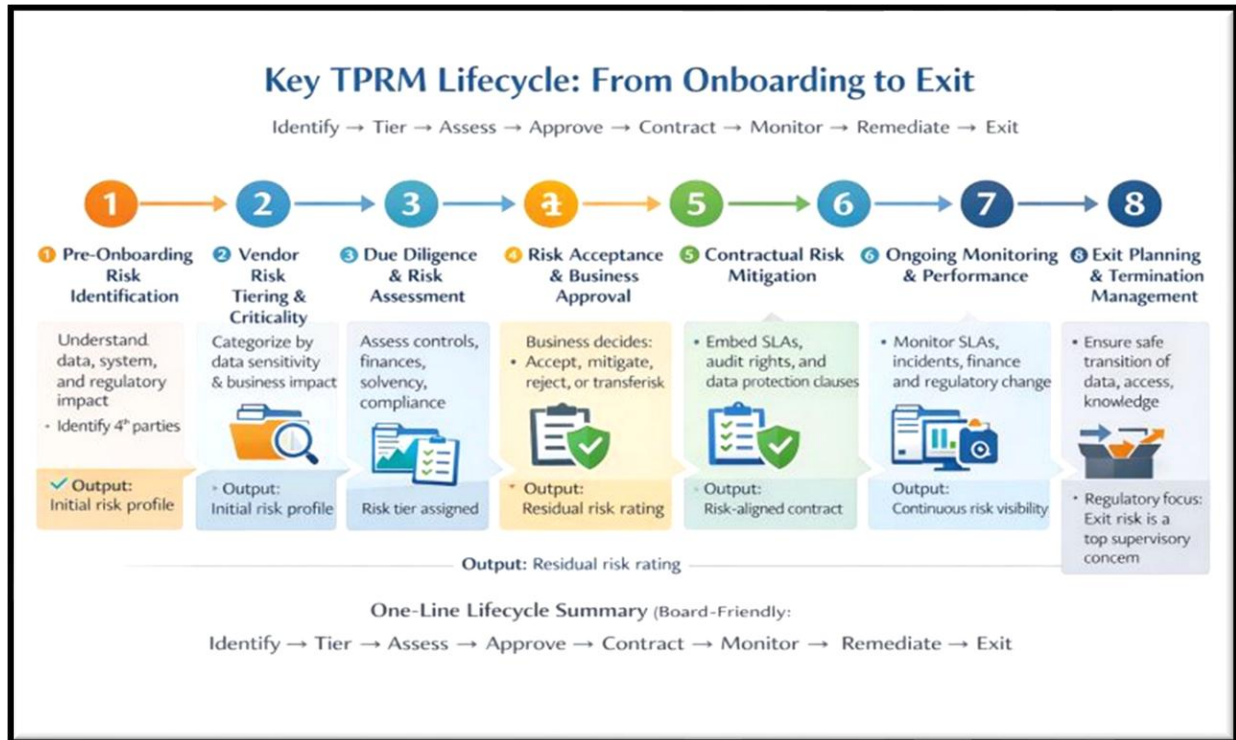 Key TPRM Lifecycle: From Onboarding to Exit
Identify → Tier → Assess → Approve → Contract → Monitor → Remediate → Exit
1
2
3
4
5
6
7
8
1 Pre-Onboarding
Risk
Identification
Understand
data, system,
and regulatory
impact
• Identify 4th parties
✓ Output:
Initial risk profile
2 Vendor
Risk
Tiering &
Criticality
Categorize by
data sensitivity
& business impact
• Output:
Initial risk profile
3 Due Diligence
& Risk
Assessment
Assess controls,
finances,
solvency,
compliance
Risk tier assigned
4 Risk Acceptance
& Business
Approval
Business decides:
• Accept, mitigate,
reject, or transferisk
• Output:
Residual risk rating
5 Contractual Risk
Mitigation
• Embed SLAs,
audit rights, and
data protection clauses
• Output:
Risk-aligned contract
6 Ongoing Monitoring
& Performance
• Monitor SLAs,
incidents, finance
and regulatory change
Output:
Continuous risk visibility
8 Exit Planning
& Termination
Management
• Ensure safe
transition of
data, access,
knowledge
• Regulatory focus:
Exit risk is a
top supervisory
concern
Output: Residual risk rating
One-Line Lifecycle Summary (Board-Friendly:
Identify → Tier → Assess → Approve → Contract → Monitor → Remediate → Exit